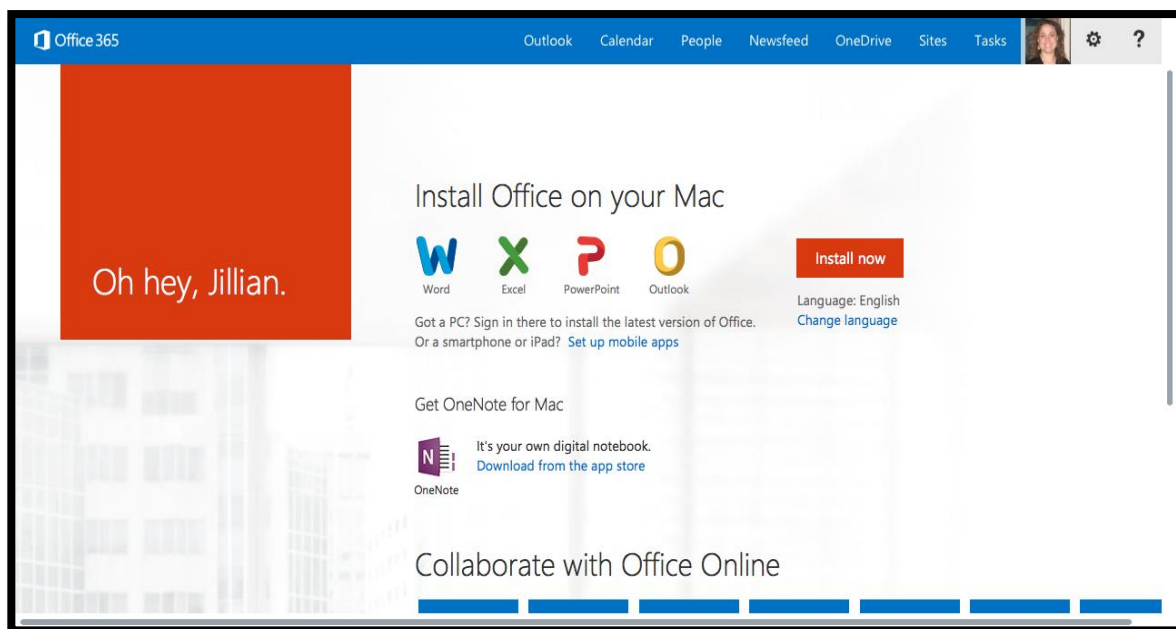 Office 365
Outlook Calendar People Newsfeed OneDrive Sites Tasks ?
Oh hey, Jillian.
Install Office on your Mac
Word Excel PowerPoint Outlook
Install now
Got a PC? Sign in there to install the latest version of Office.
Or a smartphone or iPad? Set up mobile apps
Language: English
Change language
Get OneNote for Mac
N
It's your own digital notebook.
Download from the app store
OneNote
Collaborate with Office Online